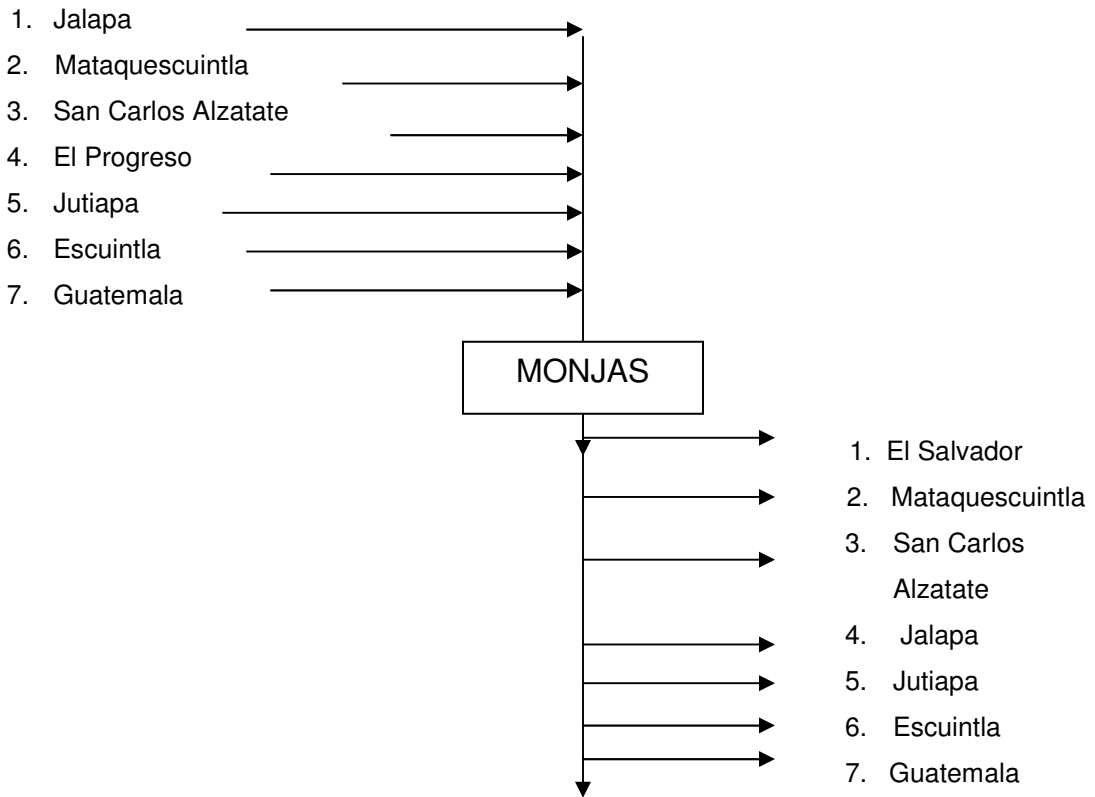 1. Jalapa
2. Mataquescuintla
3. San Carlos Alzatate
4. El Progreso
5. Jutiapa
6. Escuintla
7. Guatemala
MONJAS
1. El Salvador
2. Mataquescuintla
3. San Carlos
Alzatate
4. Jalapa
5. Jutiapa
6. Escuintla
7. Guatemala